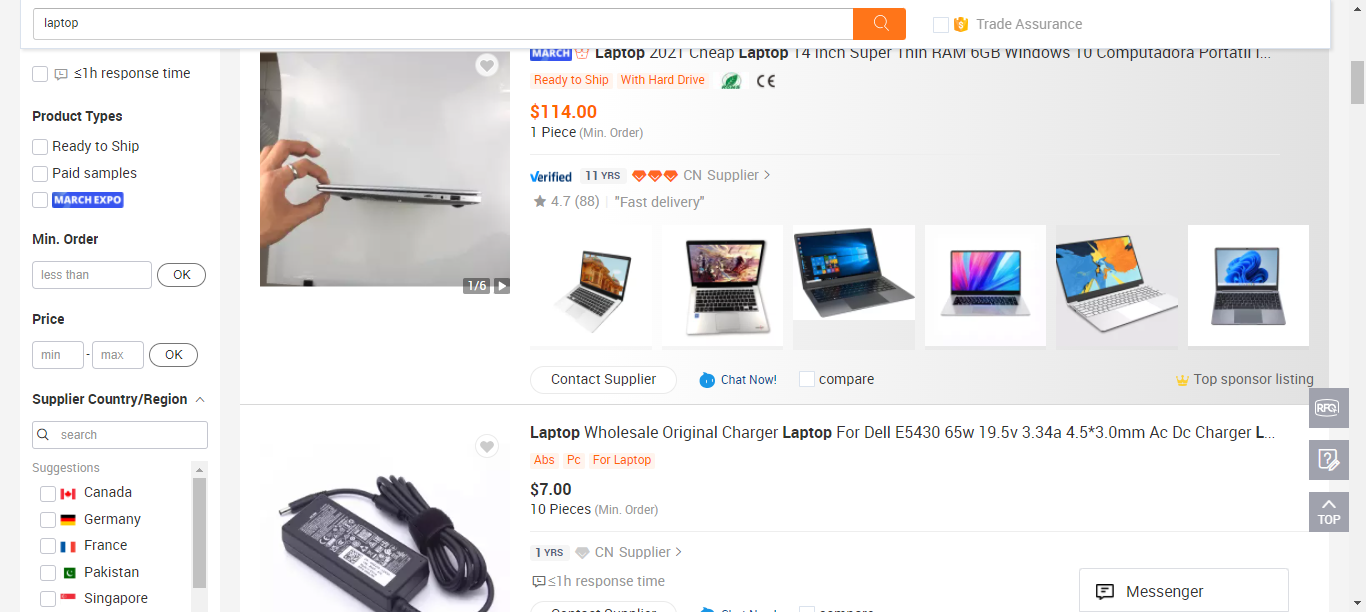 laptop
Trade Assurance
≤1h response time
Product Types
Ready to Ship
Paid samples
MARCH EXPO
Min. Order
less than
OK
Price
min - max OK
Supplier Country/Region
search
Suggestions
Canada
Germany
France
Pakistan
Singapore
1/6
MARCH Laptop 2021 Cheap Laptop 14 Inch Super Thin RAM 6GB Windows 10 Computadora Portatil I...
Ready to Ship With Hard Drive CE
$114.00
1 Piece (Min. Order)
Verified 11 YRS CN Supplier >
4.7 (88) "Fast delivery"
Contact Supplier Chat Now! compare Top sponsor listing
Laptop Wholesale Original Charger Laptop For Dell E5430 65w 19.5v 3.34a 4.5*3.0mm Ac Dc Charger L...
Abs Pc For Laptop
$7.00
10 Pieces (Min. Order)
1 YRS CN Supplier >
≤1h response time
Contact Supplier Chat Now! compare
RFQ
TOP
Messenger